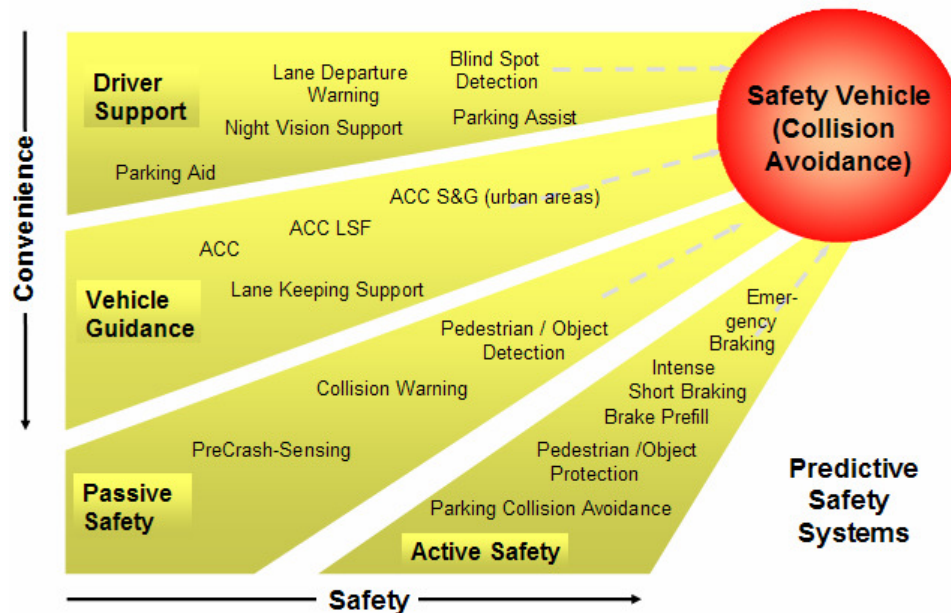 Convenience
Driver
Support
Lane Departure
Warning
Blind Spot
Detection
Night Vision Support
Parking Assist
Parking Aid
Safety Vehicle
(Collision
Avoidance)
Vehicle
Guidance
ACC S&G (urban areas)
ACC LSF
ACC
Lane Keeping Support
Passive
Safety
Pedestrian / Object
Detection
Collision Warning
PreCrash-Sensing
Active Safety
Emer-
gency
Braking
Intense
Short Braking
Brake Prefill
Pedestrian /Object
Protection
Parking Collision Avoidance
Predictive
Safety
Systems
Safety